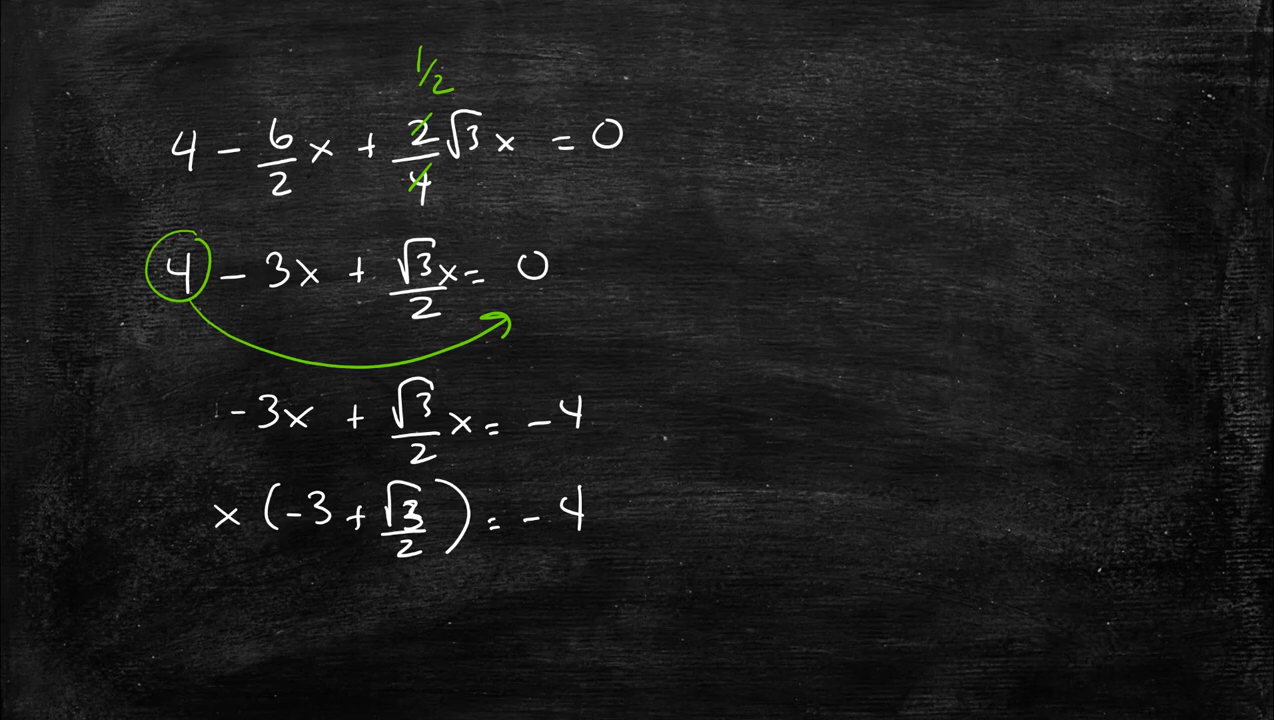 1/2
4 - 6/2 x + 2/4 √3 x = 0
4 - 3x + √3/2 x = 0
-3x + √3/2 x = -4
x (-3 + √3/2) = -4